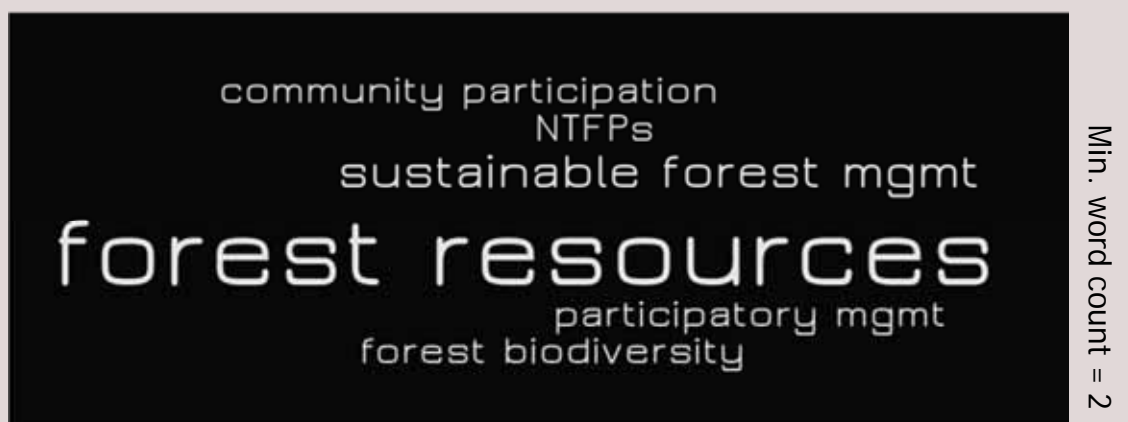 community participation
NTFPs
sustainable forest mgmt
forest resources
participatory mgmt
forest biodiversity
Min. word count = 2